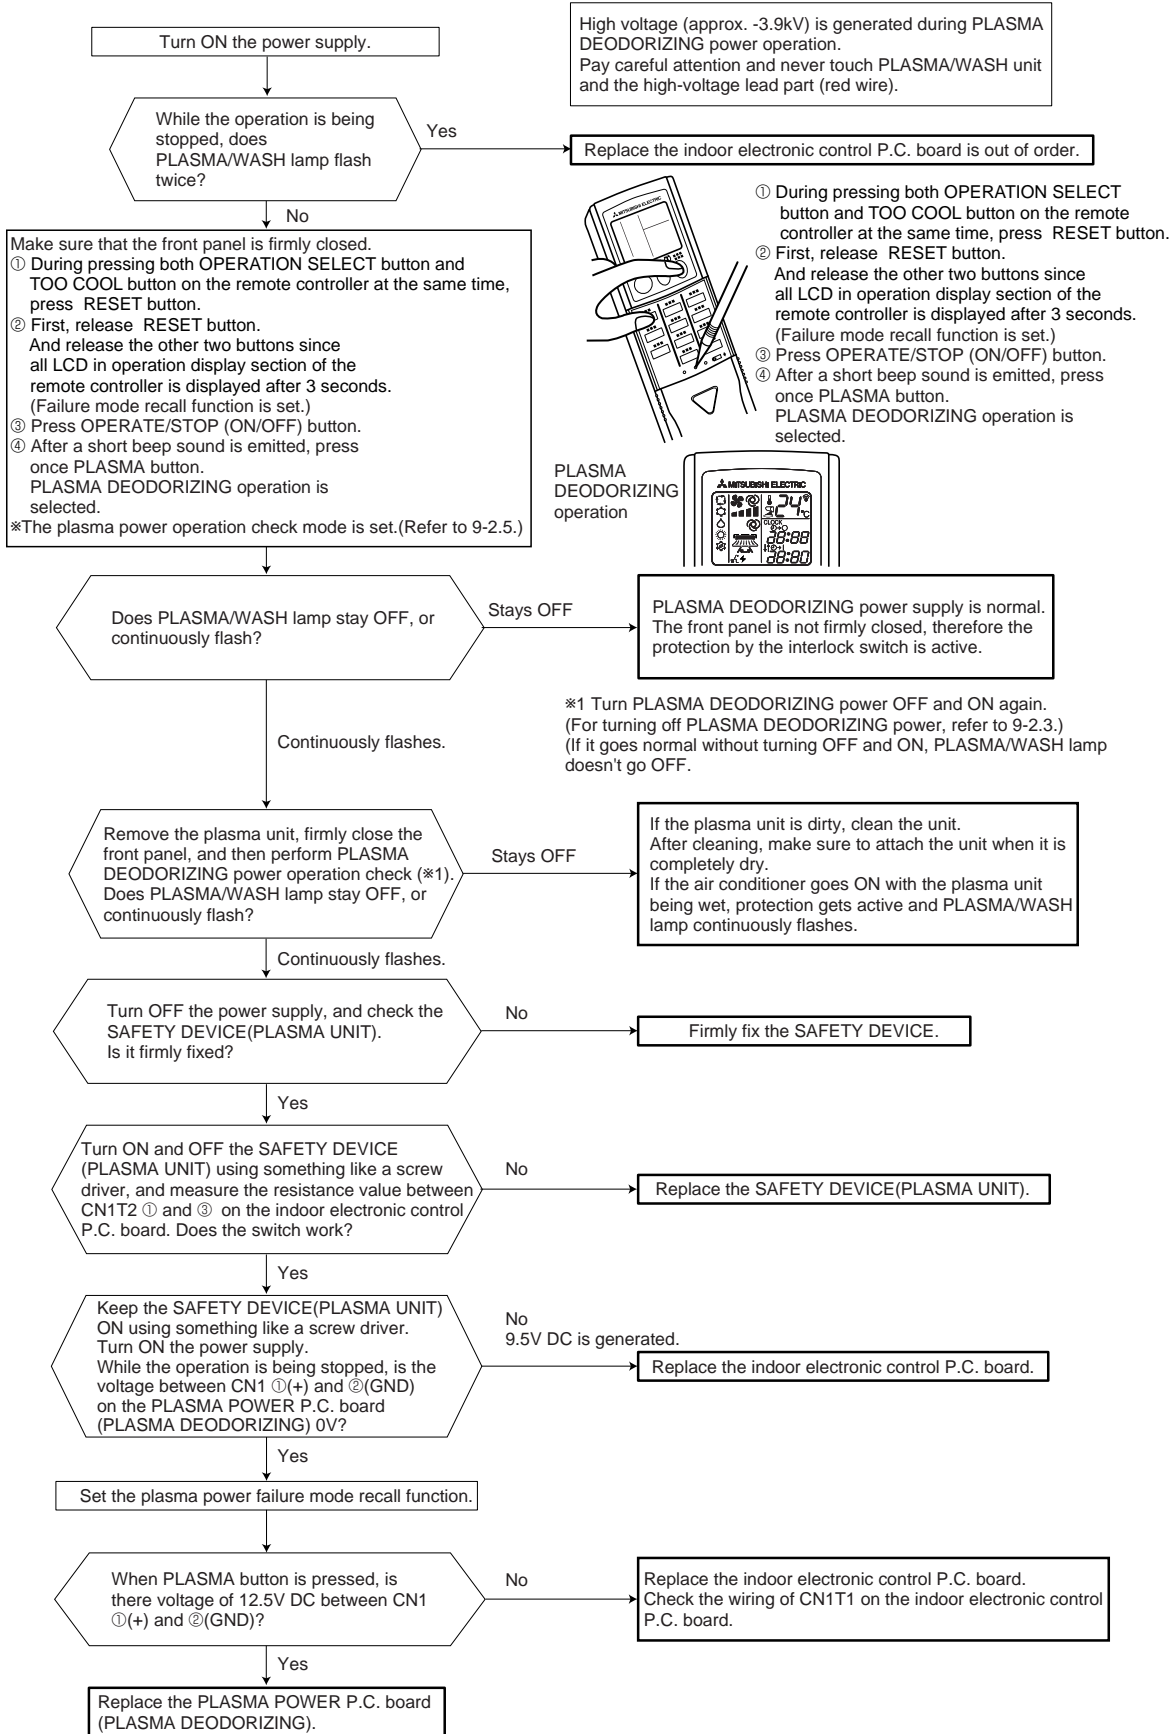 Turn ON the power supply.
High voltage (approx. -3.9kV) is generated during PLASMA
DEODORIZING power operation.
Pay careful attention and never touch PLASMA/WASH unit
and the high-voltage lead part (red wire).
While the operation is being
stopped, does
PLASMA/WASH lamp flash
twice?
Yes
Replace the indoor electronic control P.C. board is out of order.
No
Make sure that the front panel is firmly closed.
① During pressing both OPERATION SELECT button and
TOO COOL button on the remote controller at the same time,
press RESET button.
② First, release RESET button.
And release the other two buttons since
all LCD in operation display section of the
remote controller is displayed after 3 seconds.
(Failure mode recall function is set.)
③ Press OPERATE/STOP (ON/OFF) button.
④ After a short beep sound is emitted, press
once PLASMA button.
PLASMA DEODORIZING operation is
selected.
※The plasma power operation check mode is set.(Refer to 9-2.5.)
MITSUBISHI ELECTRIC
① During pressing both OPERATION SELECT
button and TOO COOL button on the remote
controller at the same time, press RESET button.
② First, release RESET button.
And release the other two buttons since
all LCD in operation display section of the
remote controller is displayed after 3 seconds.
(Failure mode recall function is set.)
③ Press OPERATE/STOP (ON/OFF) button.
④ After a short beep sound is emitted, press
once PLASMA button.
PLASMA DEODORIZING operation is
selected.
PLASMA
DEODORIZING
operation
MITSUBISHI ELECTRIC
CLOCK
Does PLASMA/WASH lamp stay OFF, or
continuously flash?
Stays OFF
PLASMA DEODORIZING power supply is normal.
The front panel is not firmly closed, therefore the
protection by the interlock switch is active.
※1 Turn PLASMA DEODORIZING power OFF and ON again.
(For turning off PLASMA DEODORIZING power, refer to 9-2.3.)
(If it goes normal without turning OFF and ON, PLASMA/WASH lamp
doesn't go OFF.
Continuously flashes.
Remove the plasma unit, firmly close the
front panel, and then perform PLASMA
DEODORIZING power operation check (※1).
Does PLASMA/WASH lamp stay OFF, or
continuously flash?
Stays OFF
If the plasma unit is dirty, clean the unit.
After cleaning, make sure to attach the unit when it is
completely dry.
If the air conditioner goes ON with the plasma unit
being wet, protection gets active and PLASMA/WASH
lamp continuously flashes.
Continuously flashes.
Turn OFF the power supply, and check the
SAFETY DEVICE(PLASMA UNIT).
Is it firmly fixed?
No
Firmly fix the SAFETY DEVICE.
Yes
Turn ON and OFF the SAFETY DEVICE
(PLASMA UNIT) using something like a screw
driver, and measure the resistance value between
CN1T2 ① and ③ on the indoor electronic control
P.C. board. Does the switch work?
No
Replace the SAFETY DEVICE(PLASMA UNIT).
Yes
Keep the SAFETY DEVICE(PLASMA UNIT)
ON using something like a screw driver.
Turn ON the power supply.
While the operation is being stopped, is the
voltage between CN1 ①(+) and ②(GND)
on the PLASMA POWER P.C. board
(PLASMA DEODORIZING) 0V?
No
9.5V DC is generated.
Replace the indoor electronic control P.C. board.
Yes
Set the plasma power failure mode recall function.
When PLASMA button is pressed, is
there voltage of 12.5V DC between CN1
①(+) and ②(GND)?
No
Replace the indoor electronic control P.C. board.
Check the wiring of CN1T1 on the indoor electronic control
P.C. board.
Yes
Replace the PLASMA POWER P.C. board
(PLASMA DEODORIZING).